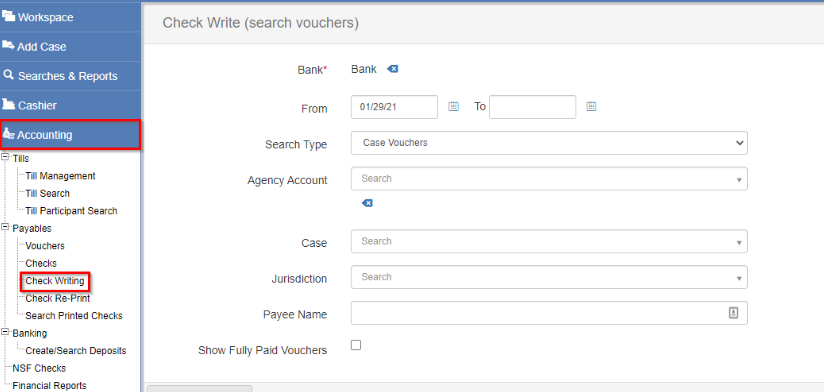 Workspace
Add Case
Searches & Reports
Cashier
Accounting
Tills
Till Management
Till Search
Till Participant Search
Payables
Vouchers
Checks
Check Writing
Check Re-Print
Search Printed Checks
Banking
Create/Search Deposits
NSF Checks
Financial Reports
Check Write (search vouchers)
Bank* Bank
From 01/29/21 To
Search Type Case Vouchers
Agency Account Search
Case Search
Jurisdiction Search
Payee Name
Show Fully Paid Vouchers